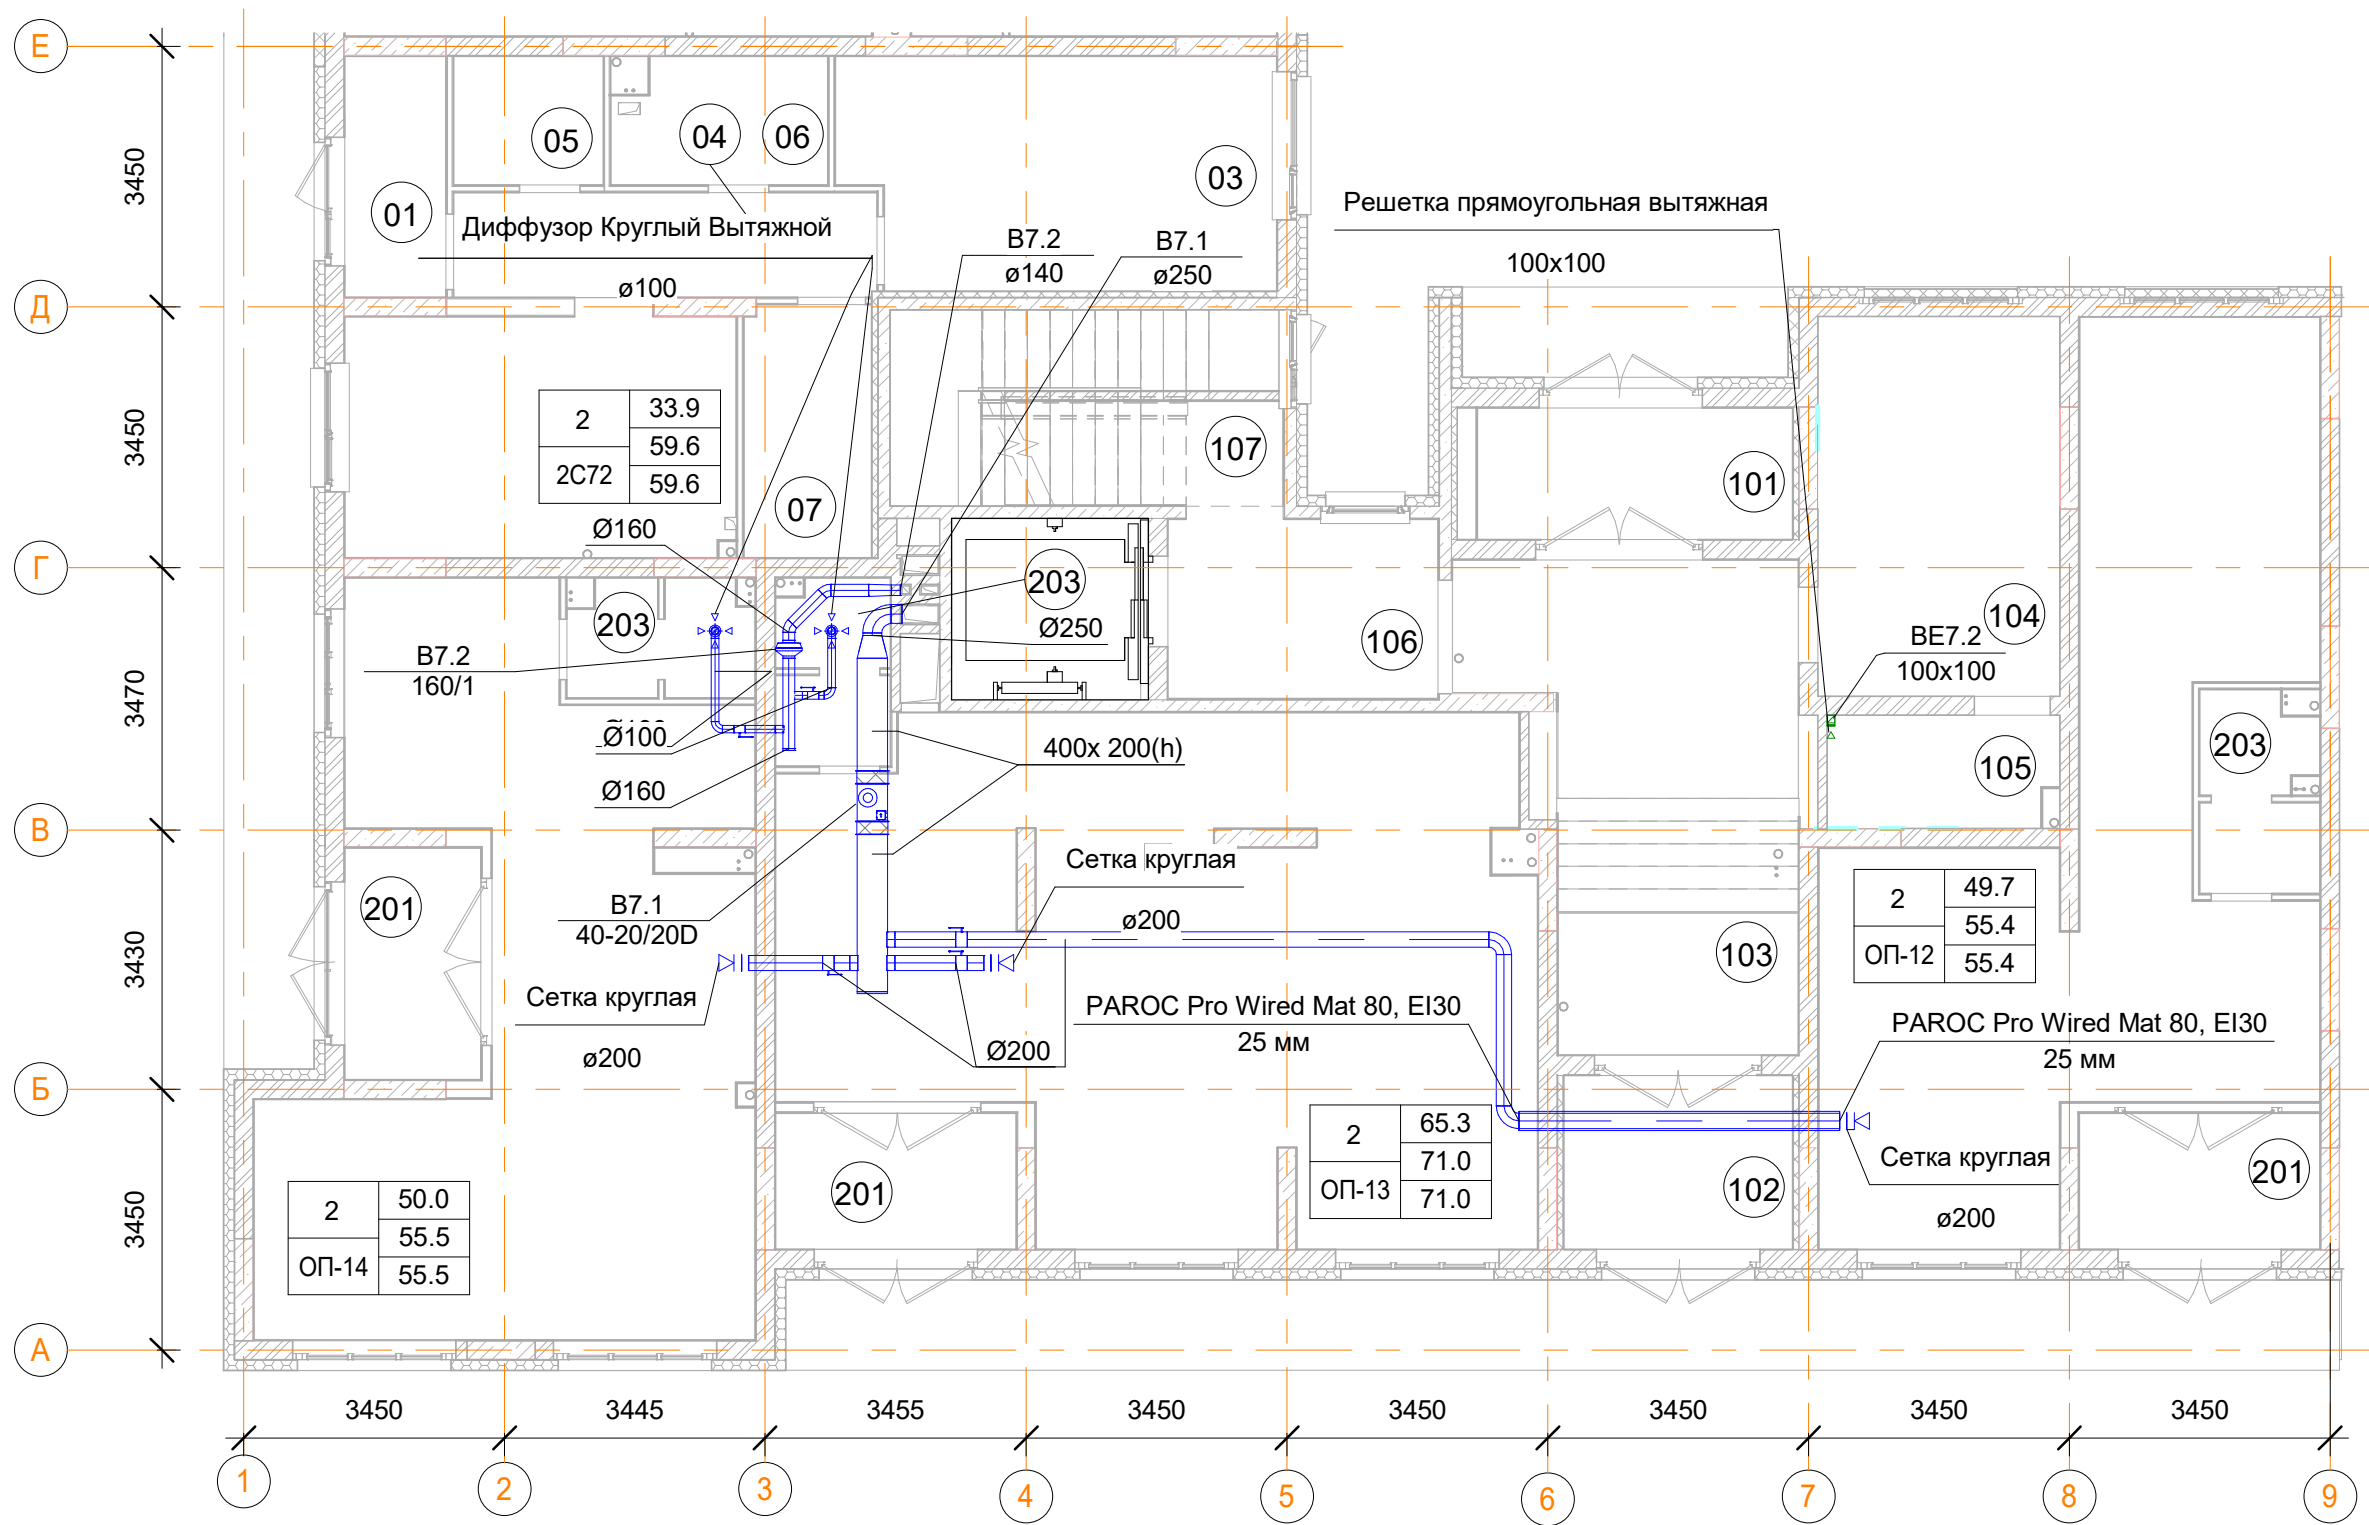 Е
05
04
06
3450
03
01
Решетка прямоугольная вытяжная
Диффузор Круглый Вытяжной
В7.2
В7.1
ø140
ø250
100х100
ø100
Д
2
33.9
59.6
2С72
59.6
3450
107
101
07
Ø160
Г
203
203
104
Ø250
106
ВЕ7.2
100х100
В7.2
160/1
3470
Ø100
400х 200(h)
203
105
Ø160
В
Сетка круглая
2
49.7
55.4
ОП-12
55.4
201
В7.1
40-20/20D
ø200
103
3430
Сетка круглая
PAROC Pro Wired Mat 80, EI30
25 мм
PAROC Pro Wired Mat 80, EI30
25 мм
ø200
Ø200
Б
2
65.3
71.0
ОП-13
71.0
Сетка круглая
201
102
201
ø200
3450
2
50.0
55.5
ОП-14
55.5
А
3450
3445
3455
3450
3450
3450
3450
3450
1
2
3
4
5
6
7
8
9